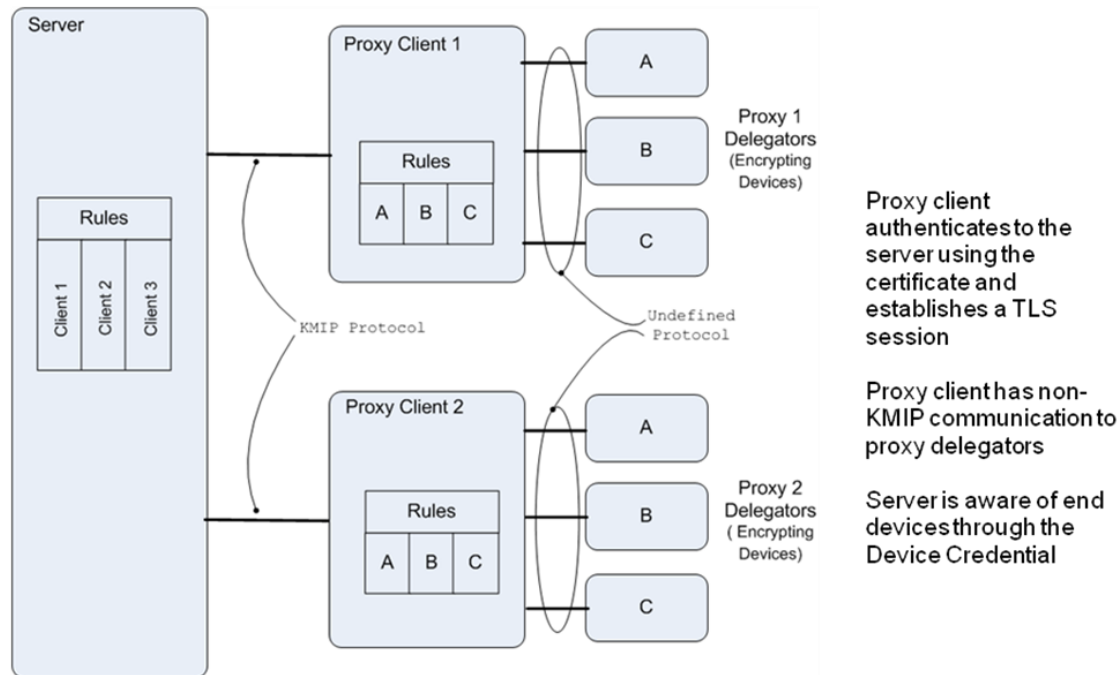 Server
Rules
Client 1
Client 2
Client 3
KMIP Protocol
Proxy Client 1
Rules
A B C
A
B
C
Proxy 1
Delegators
(Encrypting
Devices)
Undefined
Protocol
Proxy Client 2
Rules
A B C
A
B
C
Proxy 2
Delegators
( Encrypting
Devices)
Proxy client
authenticates to the
server using the
certificate and
establishes a TLS
session
Proxy client has non-
KMIP communication to
proxy delegators
Server is aware of end
devices through the
Device Credential